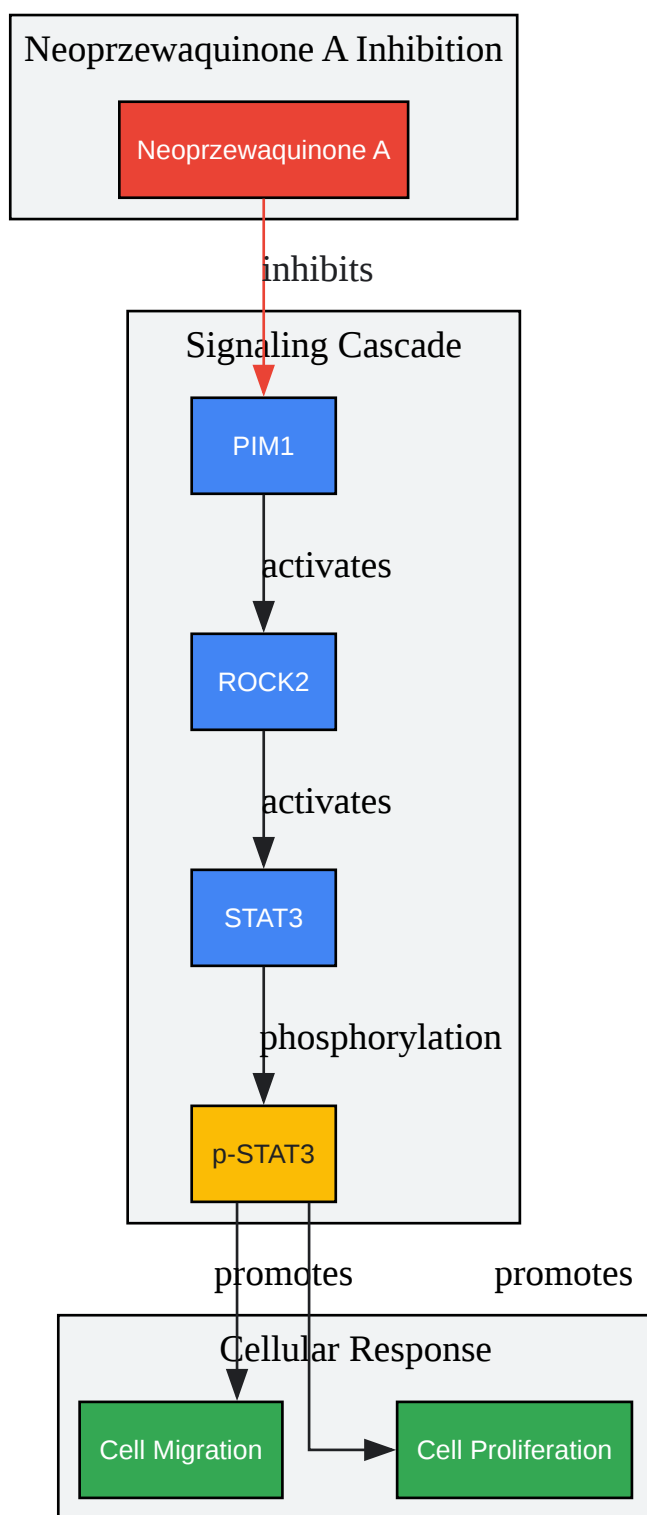 Neoprzewaquinone A Inhibition
Neoprzewaquinone A
inhibits
Signaling Cascade
PIM1
activates
ROCK2
activates
STAT3
phosphorylation
p-STAT3
promotes
promotes
Cellular Response
Cell Migration
Cell Proliferation